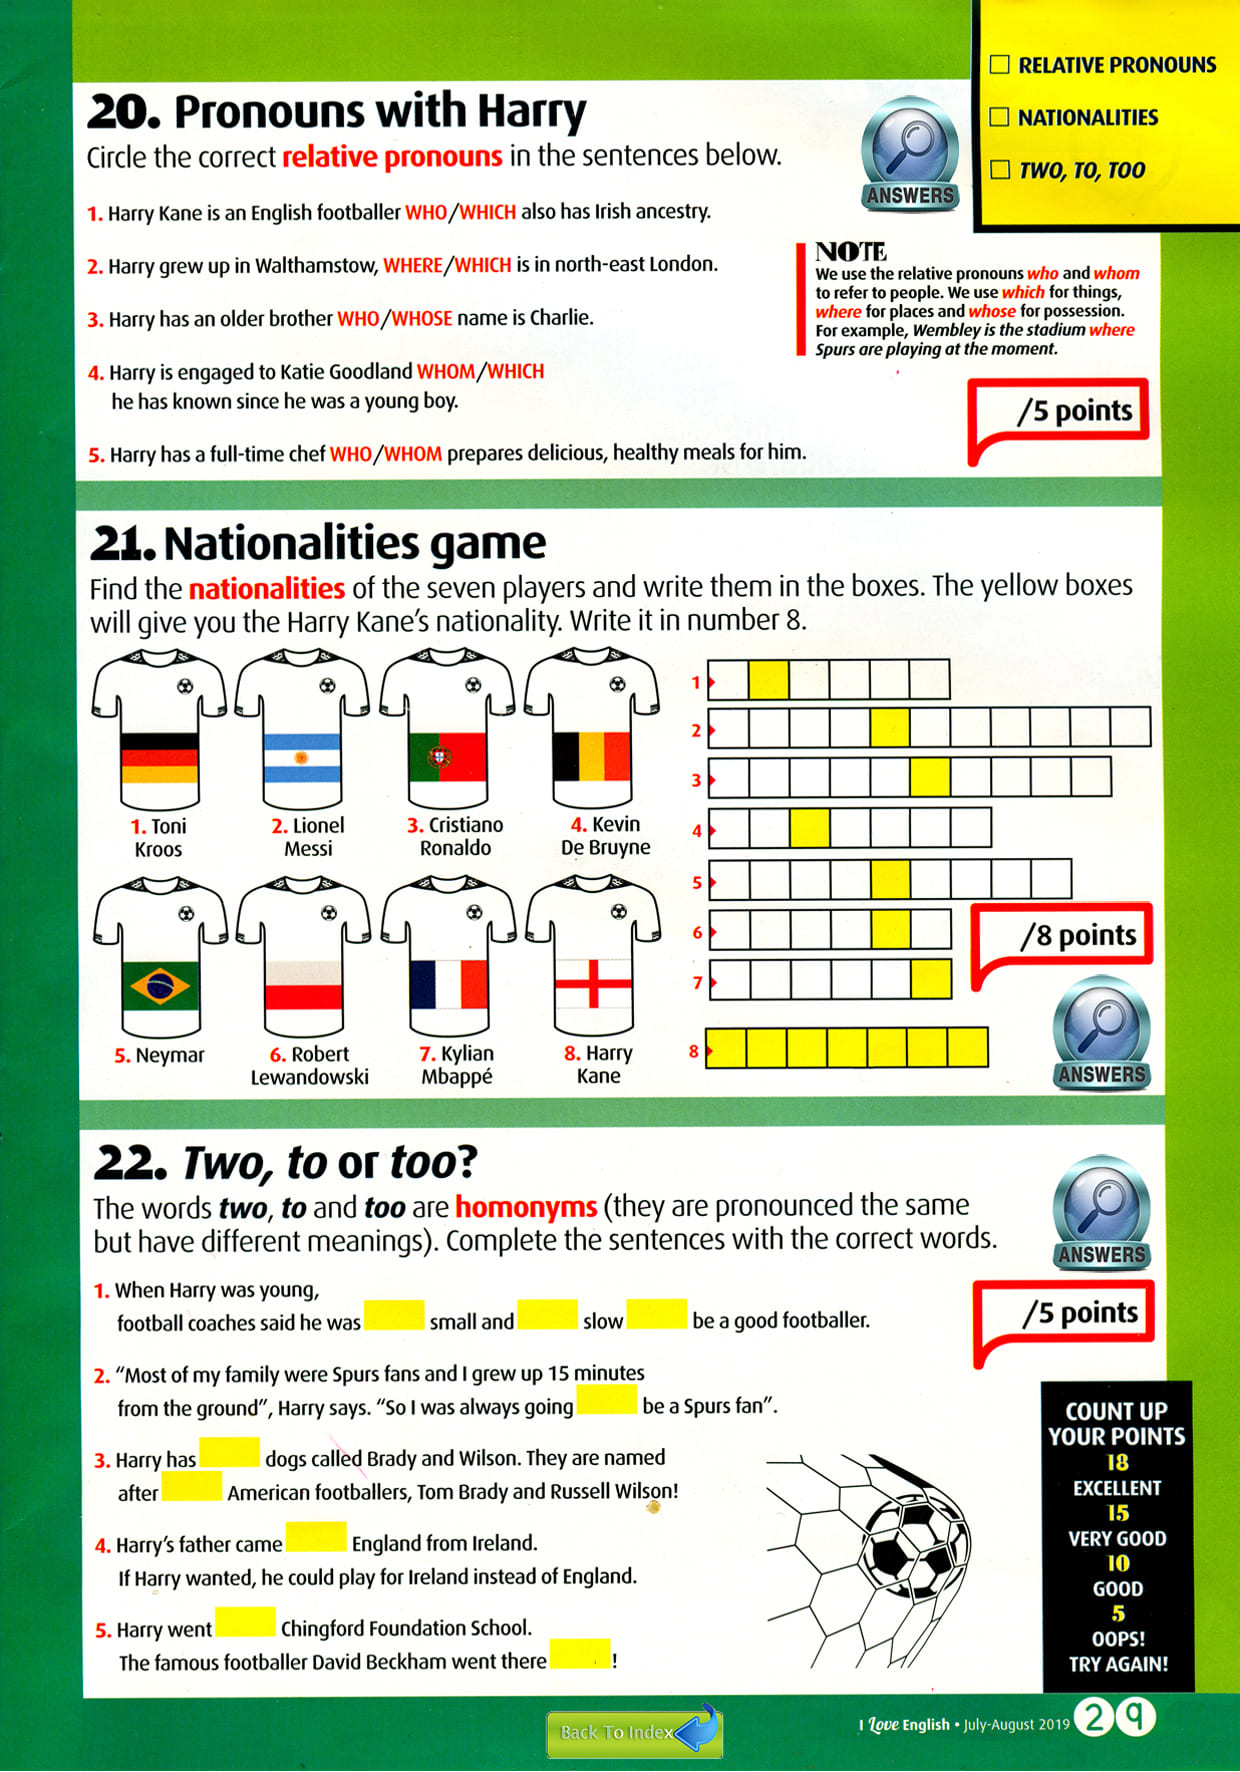 RELATIVE PRONOUNS
NATIONALITIES
TWO, TO, TOO
20. Pronouns with Harry
Circle the correct relative pronouns in the sentences below.
ANSWERS
1. Harry Kane is an English footballer WHO/WHICH also has Irish ancestry.
2. Harry grew up in Walthamstow, WHERE/WHICH is in north-east London.
3. Harry has an older brother WHO/WHOSE name is Charlie.
4. Harry is engaged to Katie Goodland WHOM/WHICH
he has known since he was a young boy.
5. Harry has a full-time chef WHO/WHOM prepares delicious, healthy meals for him.
NOTE
We use the relative pronouns who and whom
to refer to people. We use which for things,
where for places and whose for possession.
For example, Wembley is the stadium where
Spurs are playing at the moment.
/5 points
21. Nationalities game
Find the nationalities of the seven players and write them in the boxes. The yellow boxes
will give you the Harry Kane's nationality. Write it in number 8.
1. Toni
Kroos
2. Lionel
Messi
3. Cristiano
Ronaldo
4. Kevin
De Bruyne
5. Neymar
6. Robert
Lewandowski
7. Kylian
Mbappé
8. Harry
Kane
1
2
3
4
5
6
7
8
/8 points
ANSWERS
22. Two, to or too?
The words two, to and too are homonyms (they are pronounced the same
but have different meanings). Complete the sentences with the correct words.
ANSWERS
1. When Harry was young,
football coaches said he was small and slow be a good footballer.
2. “Most of my family were Spurs fans and I grew up 15 minutes
from the ground”, Harry says. “So I was always going be a Spurs fan”.
3. Harry has dogs called Brady and Wilson. They are named
after American footballers, Tom Brady and Russell Wilson!
4. Harry's father came England from Ireland.
If Harry wanted, he could play for Ireland instead of England.
5. Harry went Chingford Foundation School.
The famous footballer David Beckham went there !
/5 points
COUNT UP
YOUR POINTS
18
EXCELLENT
15
VERY GOOD
10
GOOD
5
OOPS!
TRY AGAIN!
Back To Index
I Love English • July-August 2019 29